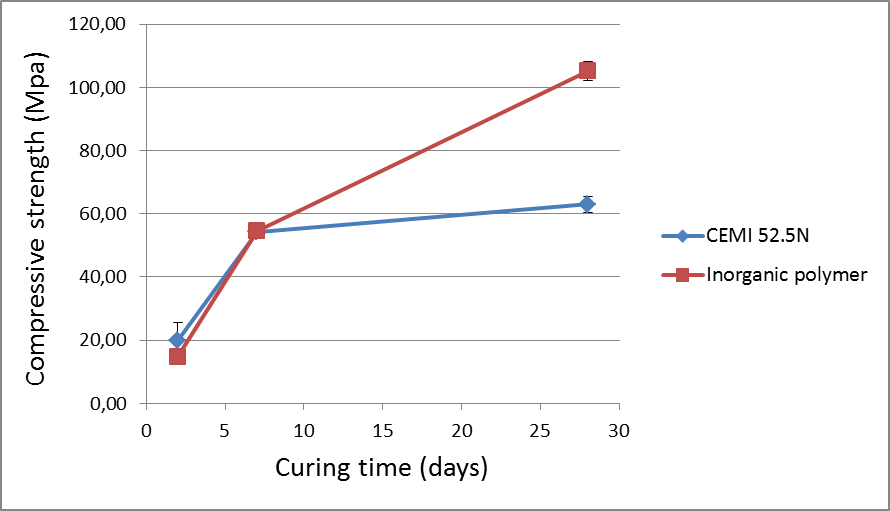 Compressive strength (Mpa)
120,00
100,00
80,00
60,00
40,00
20,00
0,00
0 5 10 15 20 25 30
Curing time (days)
CEMI 52.5N
Inorganic polymer